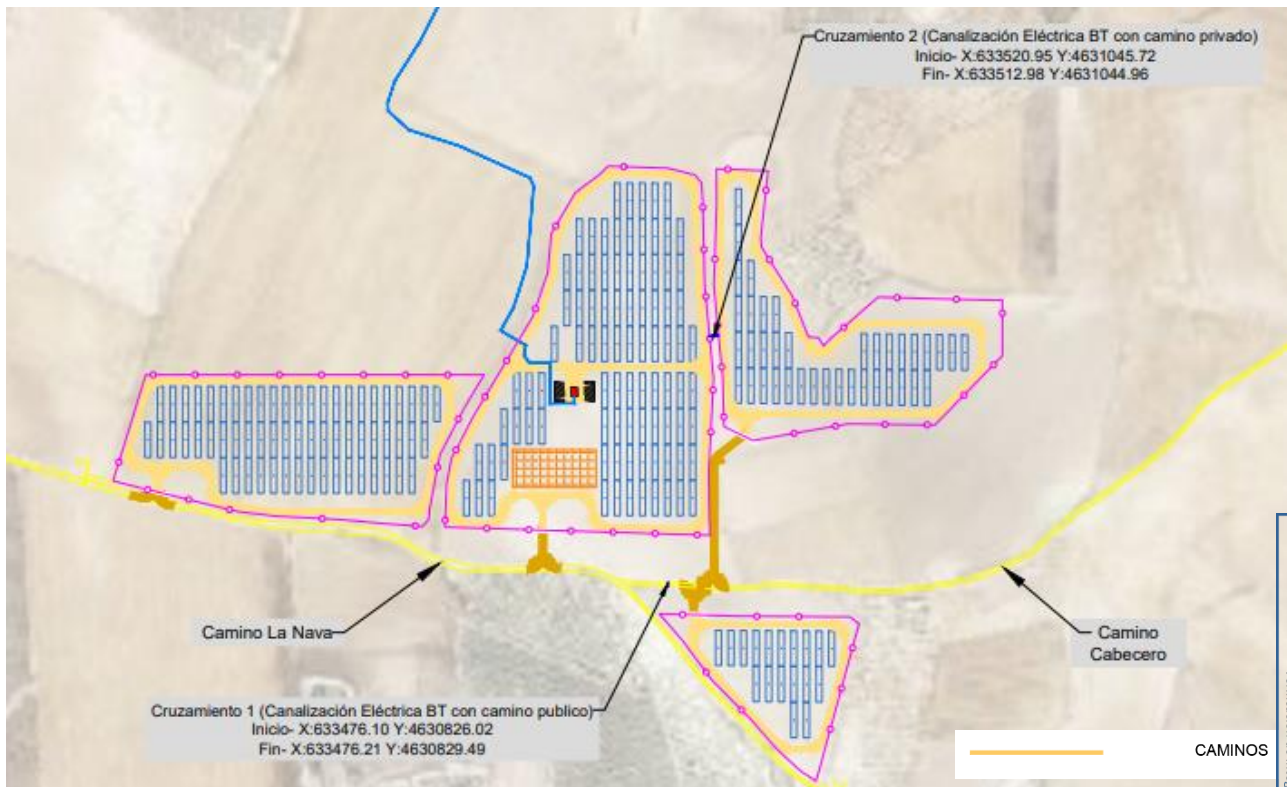 Cruzamiento 2 (Canalización Eléctrica BT con camino privado)
Inicio- X:633520.95 Y:4631045.72
Fin- X:633512.98 Y:4631044.96
Camino La Nava
Camino
Cabecero
Cruzamiento 1 (Canalización Eléctrica BT con camino publico)
Inicio- X:633476.10 Y:4630826.02
Fin- X:633476.21 Y:4630829.49
CAMINOS